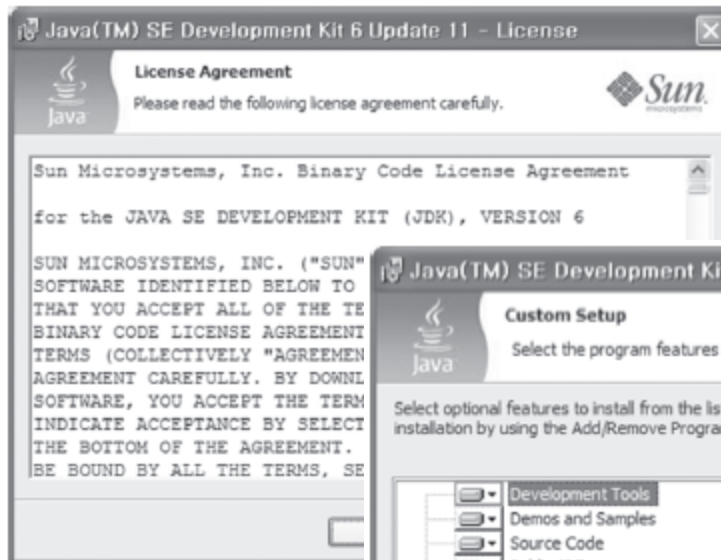 Java(TM) SE Development Kit 6 Update 11 - License
License Agreement
Please read the following license agreement carefully.
Java
Sun
microsystems
Sun Microsystems, Inc. Binary Code License Agreement
for the JAVA SE DEVELOPMENT KIT (JDK), VERSION 6
SUN MICROSYSTEMS, INC. ("SUN"
SOFTWARE IDENTIFIED BELOW TO
THAT YOU ACCEPT ALL OF THE TE
BINARY CODE LICENSE AGREEMENT
TERMS (COLLECTIVELY "AGREEMEN
AGREEMENT CAREFULLY. BY DOWNL
SOFTWARE, YOU ACCEPT THE TERM
INDICATE ACCEPTANCE BY SELECT
THE BOTTOM OF THE AGREEMENT.
BE BOUND BY ALL THE TERMS, SE
Java(TM) SE Development Ki
Custom Setup
Select the program features
Java
Select optional features to install from the lis
installation by using the Add/Remove Progra
Development Tools
Demos and Samples
Source Code